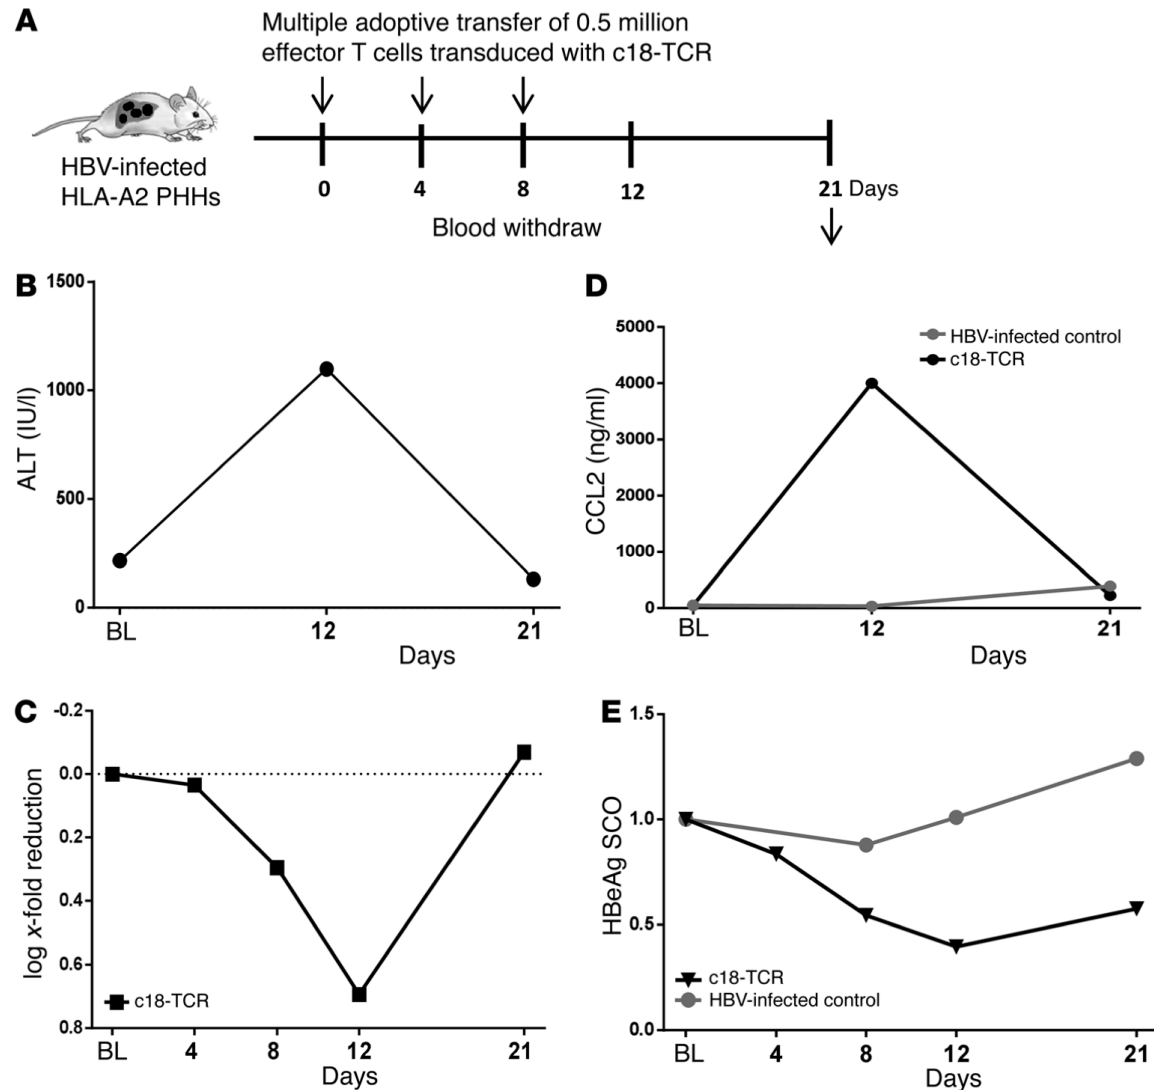 A
Multiple adoptive transfer of 0.5 million
effector T cells transduced with c18-TCR
HBV-infected
HLA-A2 PHHs
0 4 8 12 21 Days
Blood withdraw
B
ALT (IU/l)
1500
1000
500
0
BL 12 21
Days
D
CCL2 (ng/ml)
5000
4000
3000
2000
1000
0
HBV-infected control
c18-TCR
BL 12 21
Days
C
log x-fold reduction
-0.2
0.0
0.2
0.4
0.6
0.8
c18-TCR
BL 4 8 12 21
Days
E
HBeAg SCO
1.5
1.0
0.5
0.0
c18-TCR
HBV-infected control
BL 4 8 12 21
Days